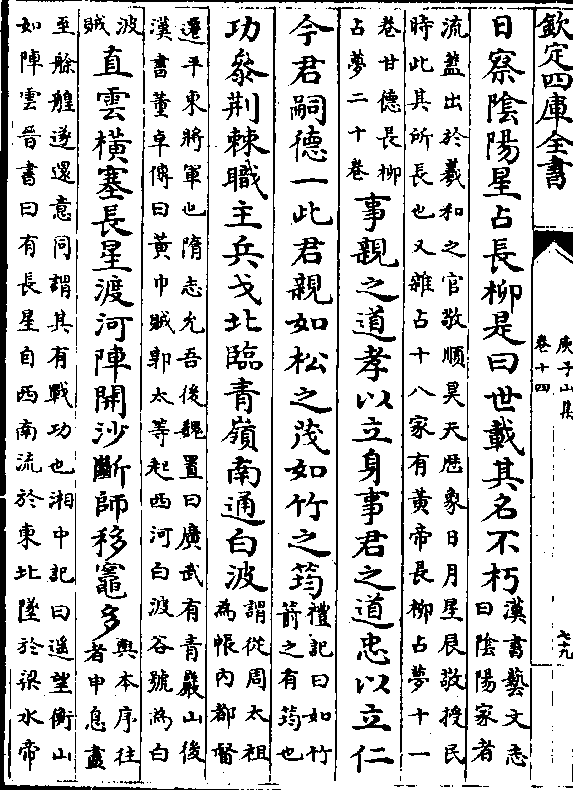 欽定四庫全書
庾子山集
卷十四
七九
日察陰陽星占長柳是曰世載其名不朽
漢書藝文志
曰陰陽家者
流蓋出於羲和之官敬順昊天厯象日月星辰敬授民
時此其所長也又雜占十八家有黄帝長柳占夢十一
卷甘德長柳
占夢二十卷
事親之道孝以立身事君之道忠以立仁
今君嗣德一此君親如松之茂如竹之筠
禮記曰如竹
箭之有筠也
功參荆棘職主兵戈北臨青嶺南通白波
謂從周太祖
為帳內都督
遷平東將軍也隋志允吾後魏置曰廣武有青巖山後
漢書董卓傳曰黄巾賊郭太等起西河白波谷號為白
波
賊
直雲橫塞長星渡河陣開沙斷師移竈多
與本序往
者申息盡
至艅艎遂還意同謂其有戰功也湘中記曰遥望衡山
如陣雲晉書曰有長星自西南流於東北墜於梁水帝